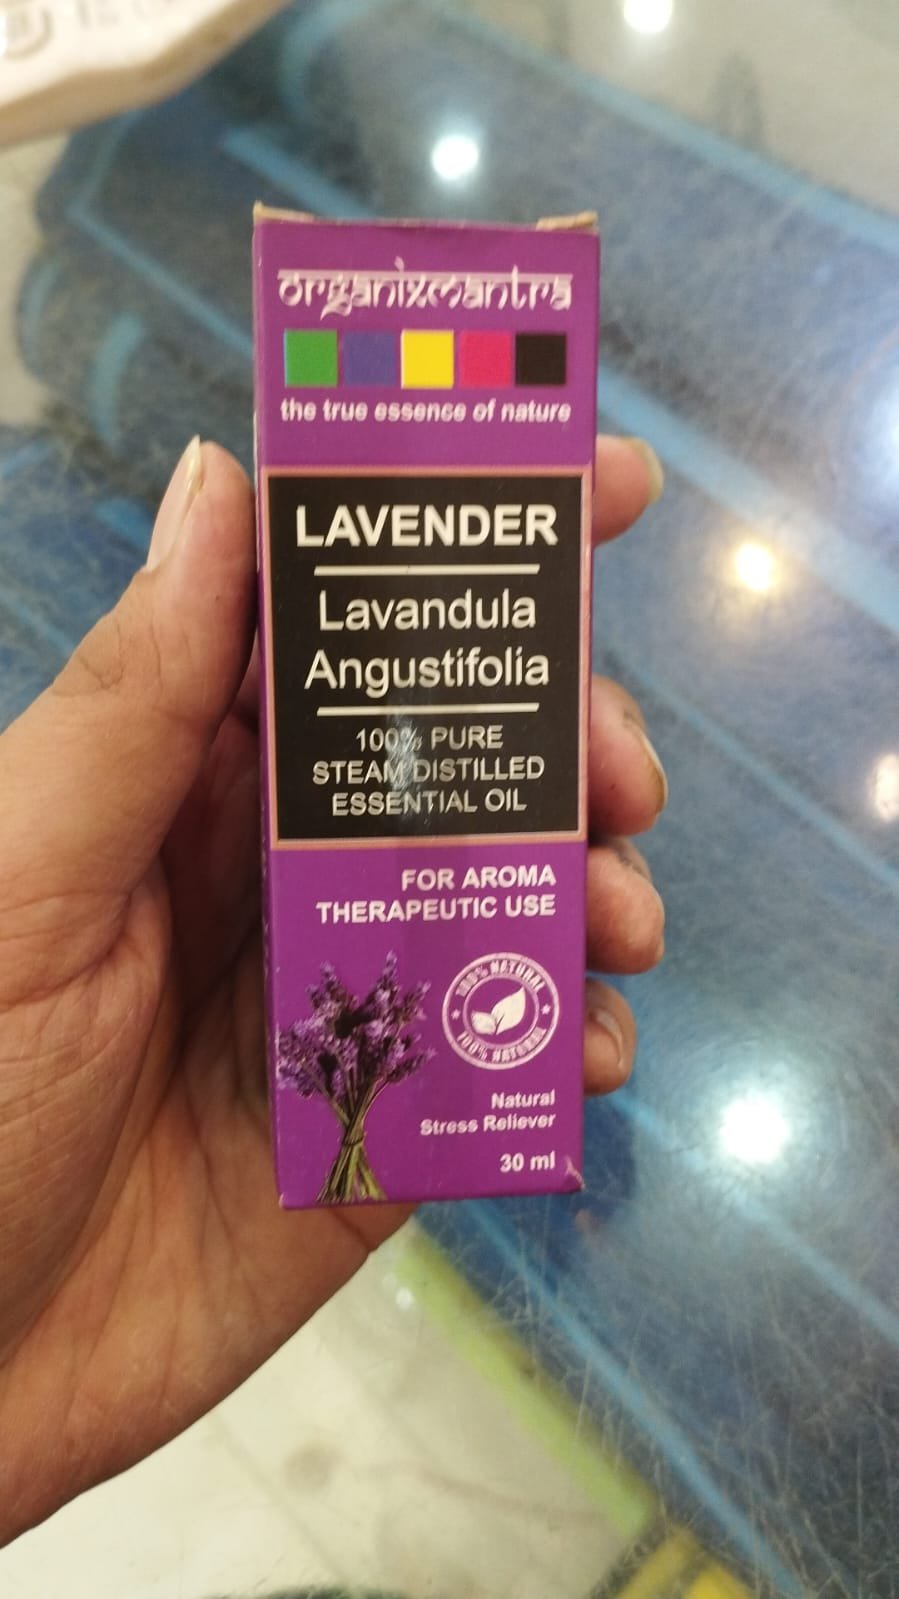 organixmantra
the true essence of nature
LAVENDER
Lavandula
Angustifolia
100% PURE
STEAM DISTILLED
ESSENTIAL OIL
FOR AROMA
THERAPEUTIC USE
100% NATURAL
100% NATURAL
Natural
Stress Reliever
30 ml